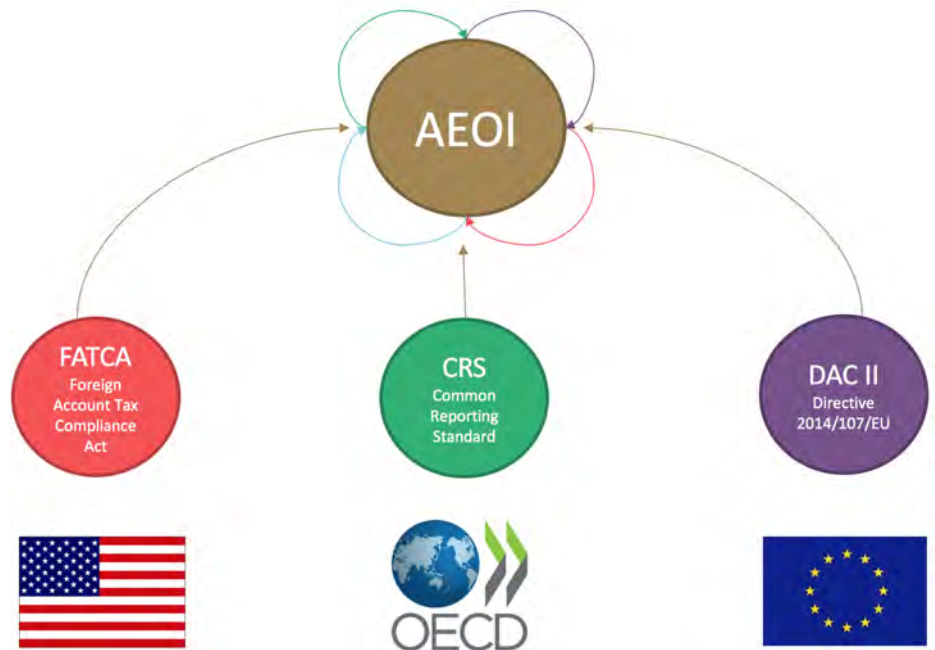 AEOI
FATCA
Foreign
Account Tax
Compliance
Act
CRS
Common
Reporting
Standard
DAC II
Directive
2014/107/EU
OECD